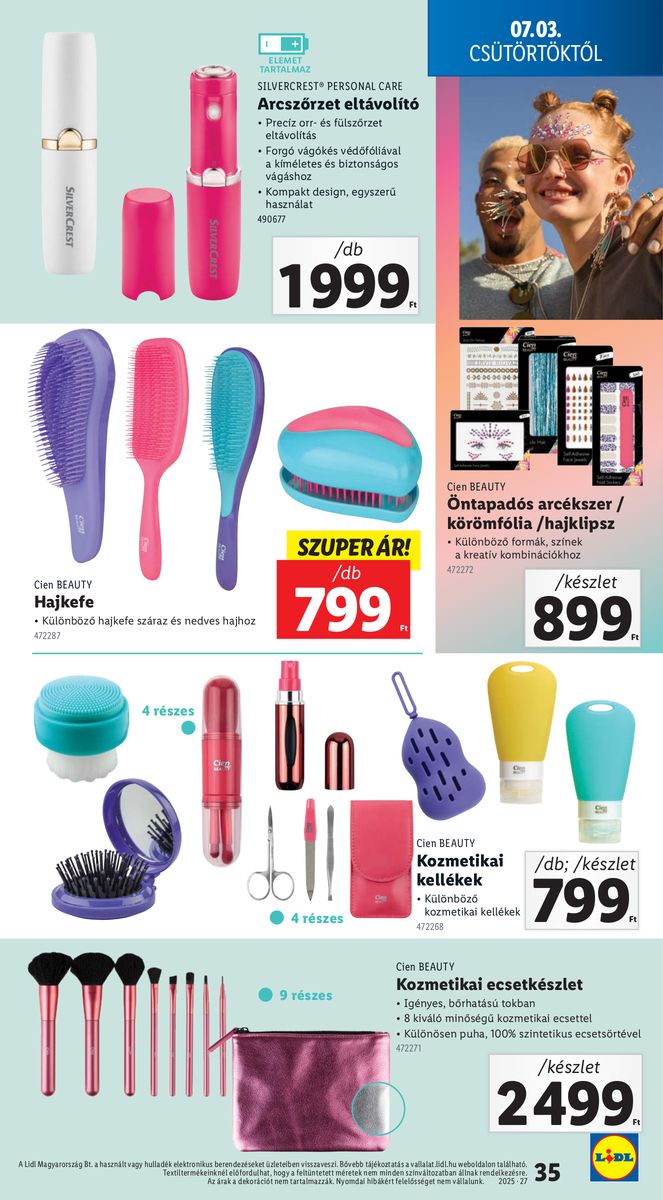 07.03.
CSÜTÖRTÖKTŐL
ELEMET
TARTALMAZ
SILVERCREST® PERSONAL CARE
Arcszőrzet eltávolító
• Precíz orr- és fülszőrzet
eltávolítás
• Forgó vágókés védőfóliával
a kíméletes és biztonságos
vágáshoz
• Kompakt design, egyszerű
használat
490677
/db
1999 Ft
SILVERCREST
SILVERCREST
Cien BEAUTY
Öntapadós arcékszer /
körömfólia /hajklipsz
• Különböző formák, színek
a kreatív kombinációkhoz
472272
/készlet
899 Ft
Cien BEAUTY
Hajkefe
• Különböző hajkefe száraz és nedves hajhoz
472287
SZUPER ÁR!
/db
799 Ft
4 részes
4 részes
Cien BEAUTY
Kozmetikai
kellékek
• Különböző
kozmetikai kellékek
472268
/db; /készlet
799 Ft
9 részes
Cien BEAUTY
Kozmetikai ecsetkészlet
• Igényes, bőrhatású tokban
• 8 kiváló minőségű kozmetikai ecsettel
• Különösen puha, 100% szintetikus ecsetsörtével
472271
/készlet
2499 Ft
A Lidl Magyarország Bt. a használt vagy hulladék elektronikus berendezéseket üzleteiben visszaveszi. Bővebb tájékoztatás a vallalat.lidl.hu weboldalon található.
Textiltermékeinknél előfordulhat, hogy a feltüntetett méretek nem minden színváltozatban állnak rendelkezésre.
Az árak a dekorációt nem tartalmazzák. Nyomdai hibákért felelősséget nem vállalunk. 2025 · 27
35
LIDL